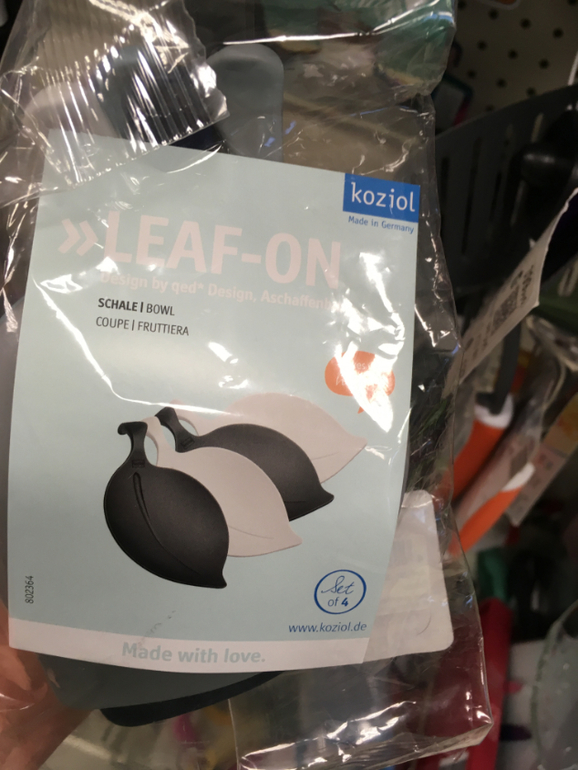 koziol
Made in Germany
»LEAF-ON
Design by qed* Design,
SCHALE | BOWL
COUPE | FRUTTIERA
Set
of 4
www.koziol.de
802364
Made with love.